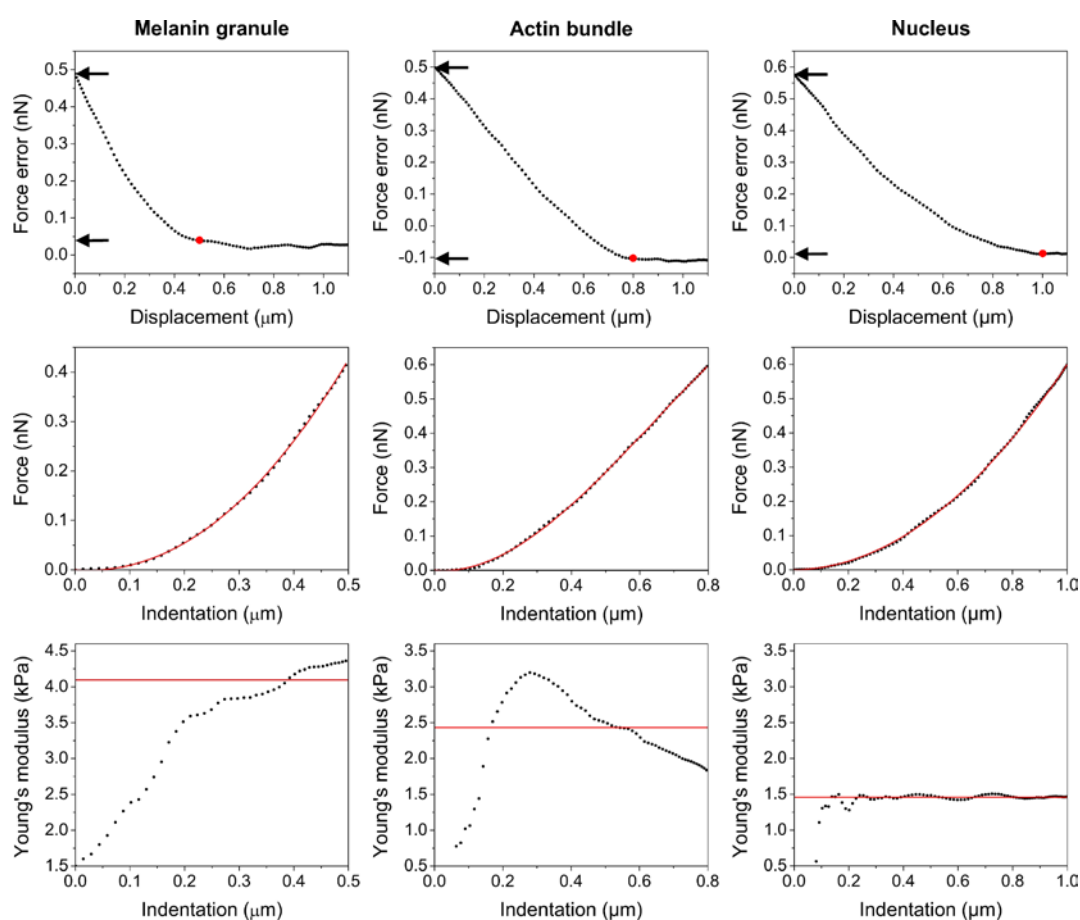 Melanin granule
Actin bundle
Nucleus
Force error (nN)
0.5
0.4
0.3
0.2
0.1
0.0
0.0 0.2 0.4 0.6 0.8 1.0
Displacement (μm)
Force error (nN)
0.5
0.4
0.3
0.2
0.1
0.0
-0.1
0.0 0.2 0.4 0.6 0.8 1.0
Displacement (µm)
Force error (nN)
0.6
0.5
0.4
0.3
0.2
0.1
0.0
0.0 0.2 0.4 0.6 0.8 1.0
Displacement (µm)
Force (nN)
0.4
0.3
0.2
0.1
0.0
0.0 0.1 0.2 0.3 0.4 0.5
Indentation (μm)
Force (nN)
0.6
0.5
0.4
0.3
0.2
0.1
0.0
0.0 0.2 0.4 0.6 0.8
Indentation (µm)
Force (nN)
0.6
0.5
0.4
0.3
0.2
0.1
0.0
0.0 0.2 0.4 0.6 0.8 1.0
Indentation (µm)
Young's modulus (kPa)
4.5
4.0
3.5
3.0
2.5
2.0
1.5
0.0 0.1 0.2 0.3 0.4 0.5
Indentation (μm)
Young's modulus (kPa)
3.5
3.0
2.5
2.0
1.5
1.0
0.5
0.0 0.2 0.4 0.6 0.8
Indentation (µm)
Young's modulus (kPa)
3.5
3.0
2.5
2.0
1.5
1.0
0.5
0.0 0.2 0.4 0.6 0.8 1.0
Indentation (µm)